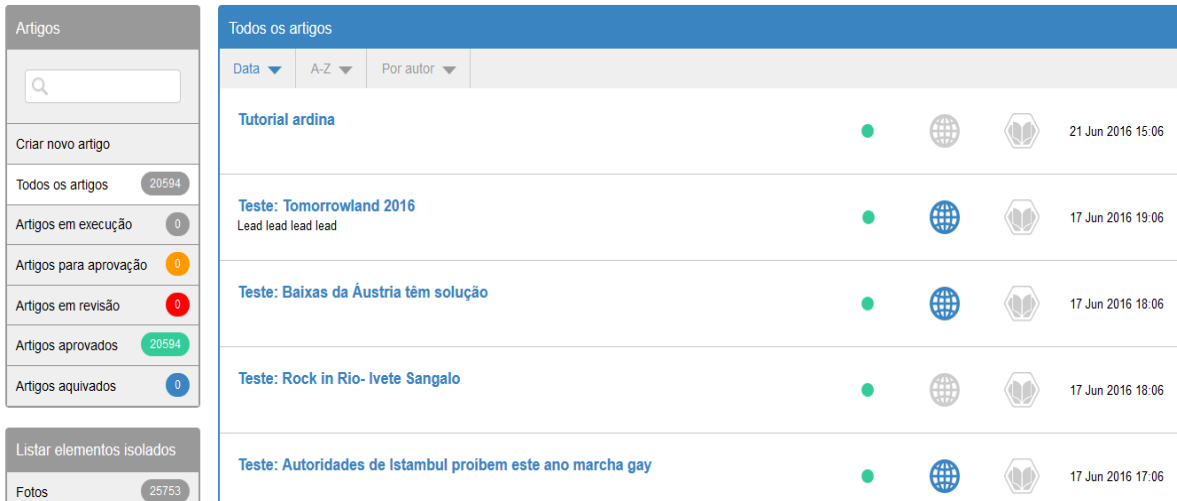 Artigos
Criar novo artigo
Todos os artigos 20594
Artigos em execução 0
Artigos para aprovação 0
Artigos em revisão 0
Artigos aprovados 20594
Artigos aquivados 0
Listar elementos isolados
Fotos 25753
Todos os artigos
Data A-Z Por autor
Tutorial ardina
21 Jun 2016 15:06
Teste: Tomorrowland 2016
Lead lead lead lead
17 Jun 2016 19:06
Teste: Baixas da Áustria têm solução
17 Jun 2016 18:06
Teste: Rock in Rio- Ivete Sangalo
17 Jun 2016 18:06
Teste: Autoridades de Istambul proibem este ano marcha gay
17 Jun 2016 17:06